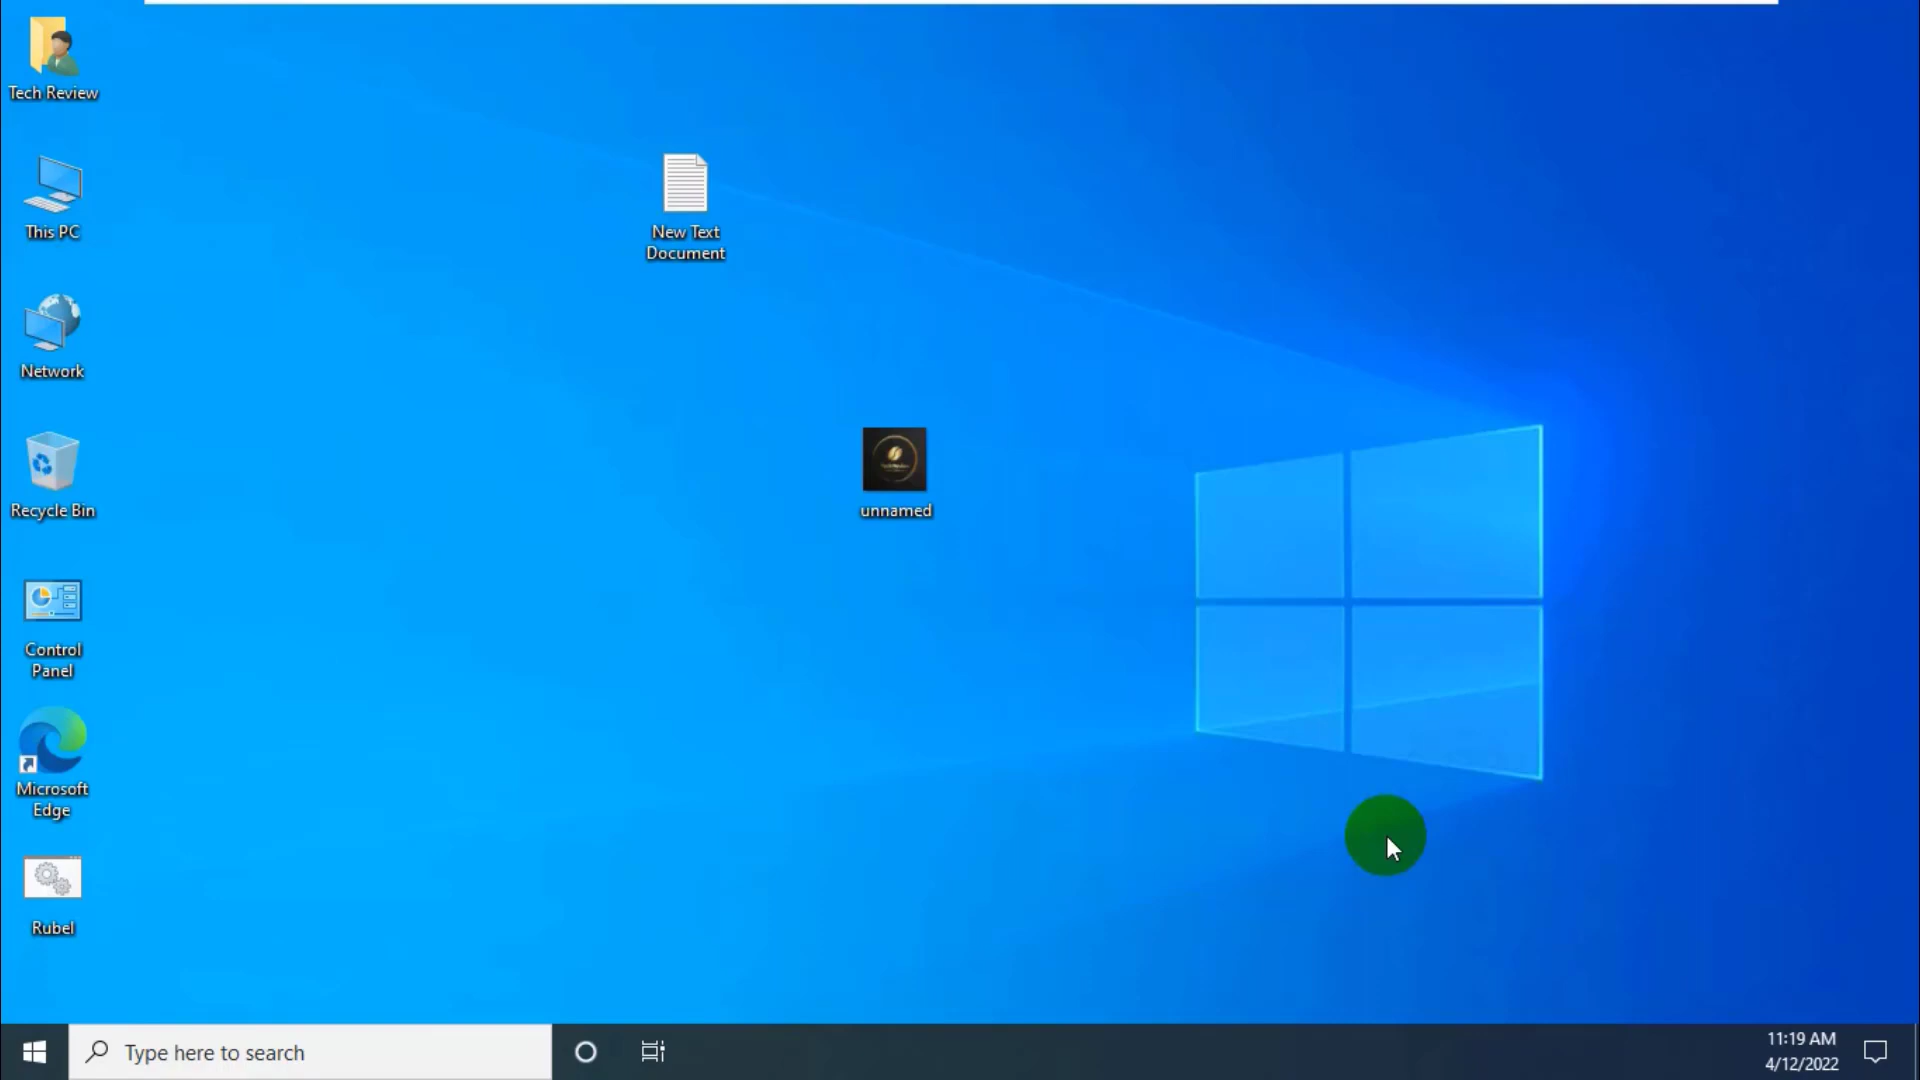 Tech Review
This PC
Network
Recycle Bin
Control
Panel
Microsoft
Edge
Rubel
New Text
Document
unnamed
Type here to search
11:19 AM
4/12/2022